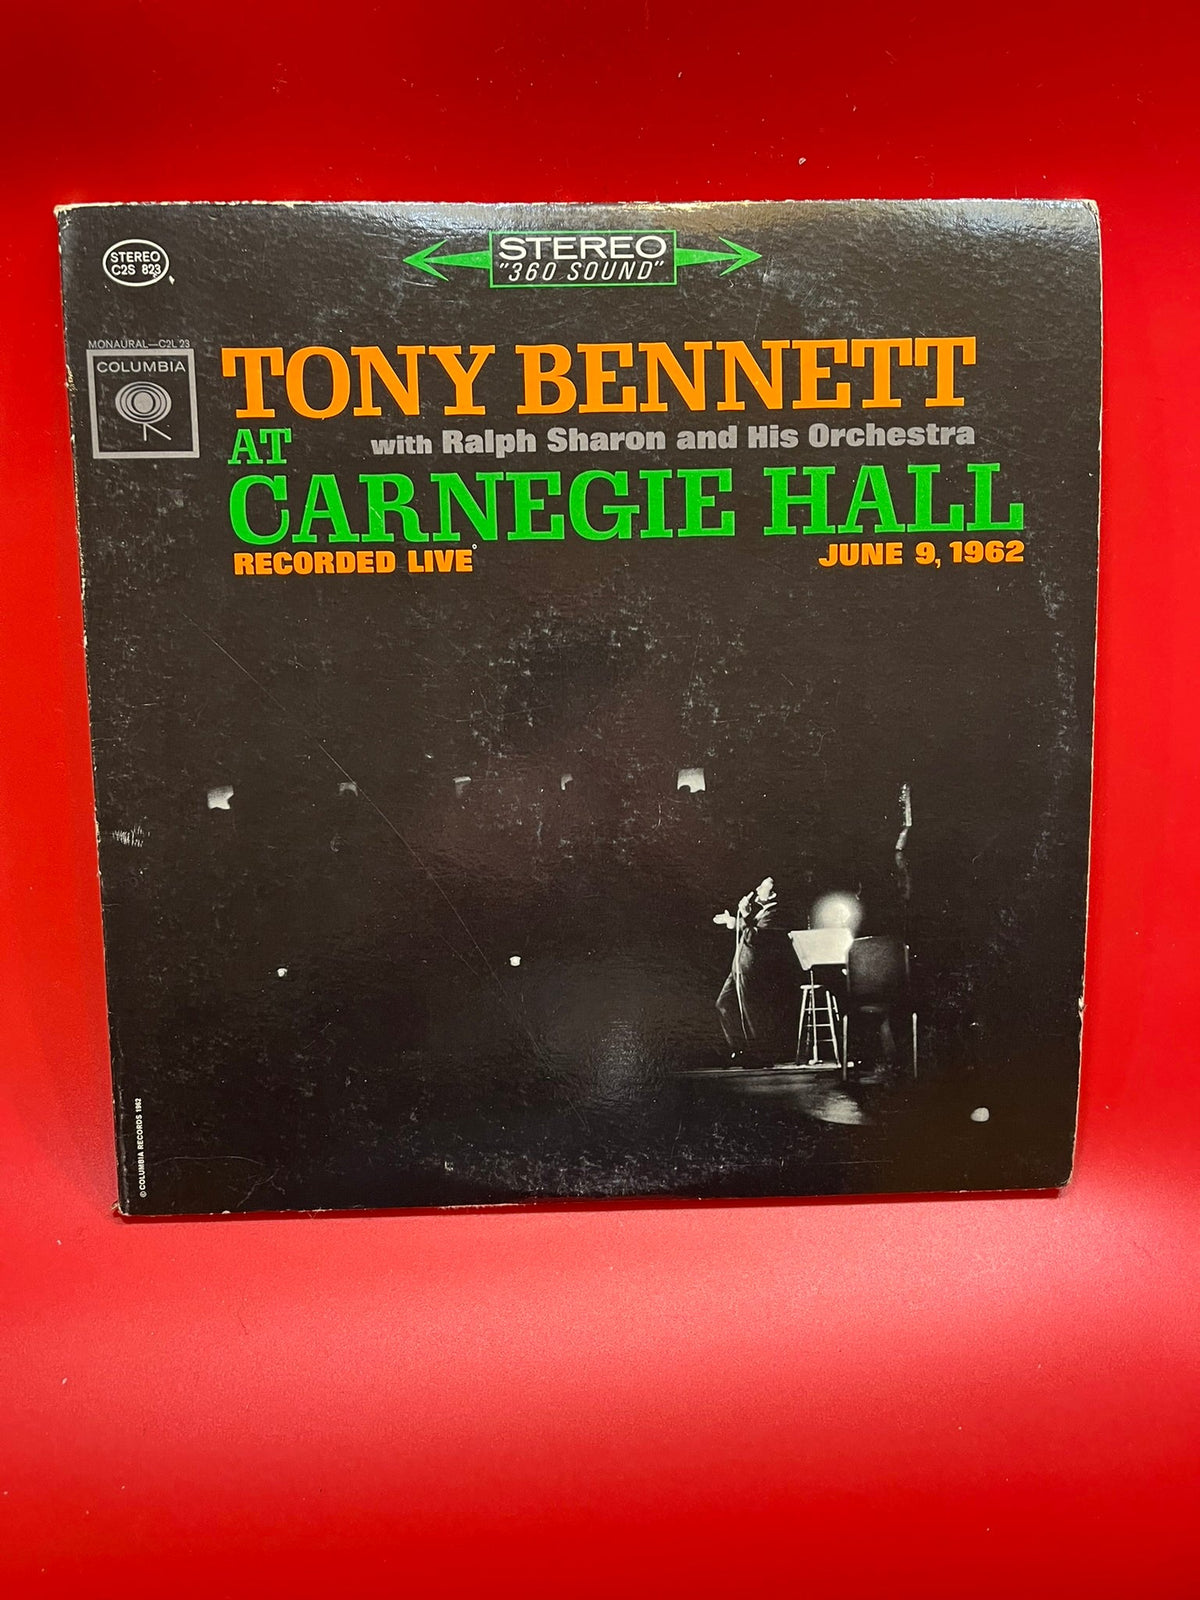 STEREO
"360 SOUND"
STEREO
C2S 823
MONAURAL—C2L 23
COLUMBIA
TONY BENNETT
with Ralph Sharon and His Orchestra
AT
CARNEGIE HALL
RECORDED LIVE
JUNE 9, 1962
© COLUMBIA RECORDS 1962